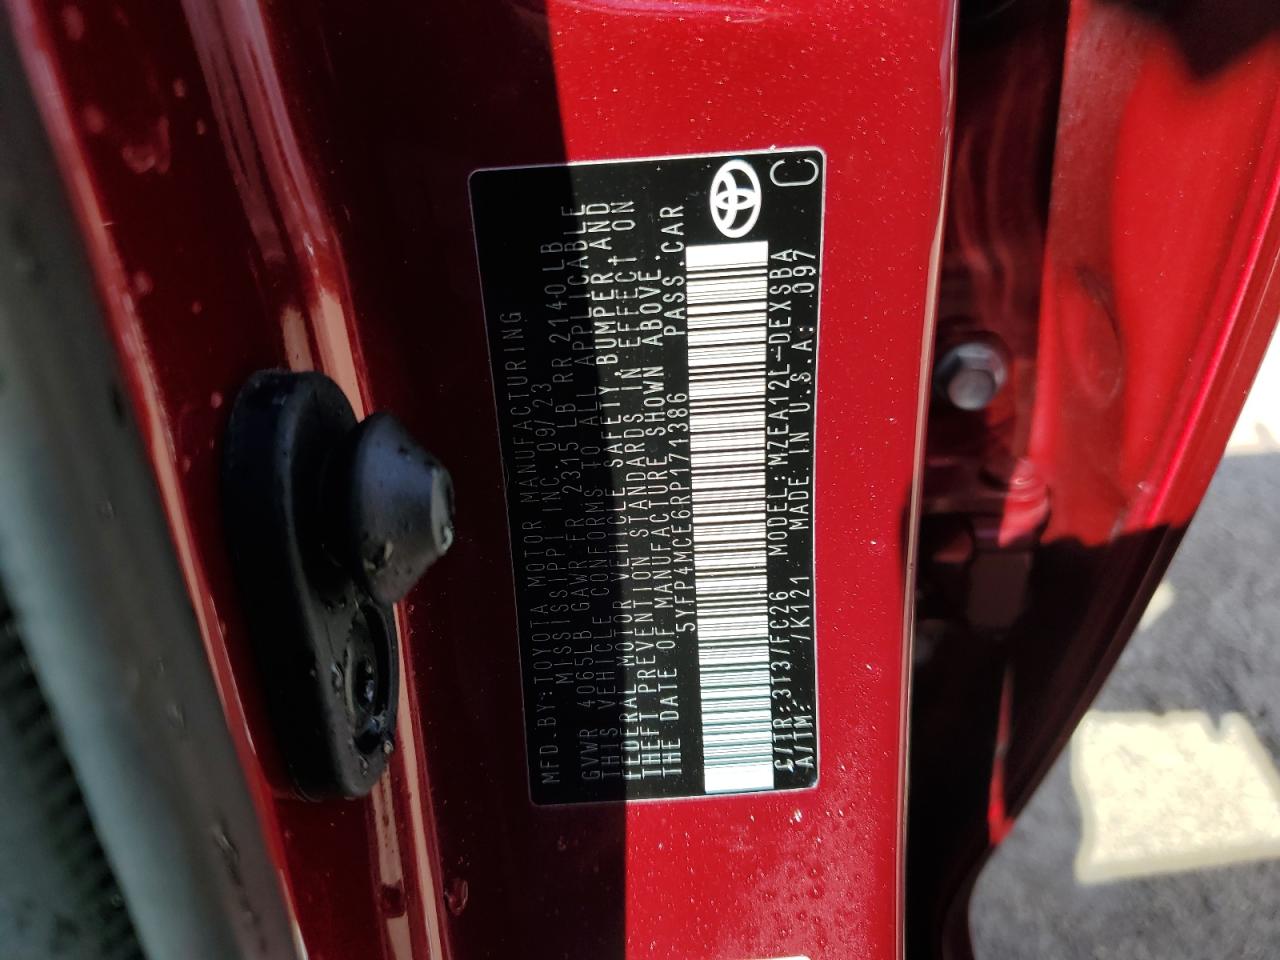 MFD.BY:TOYOTA MOTOR MANUFACTURING
MISSISSIPPI INC. 09/23
GVWR 4065LB GAWR FR 2315 LB RR 2140LB
THIS VEHICLE CONFORMS TO ALL APPLICABLE
FEDERAL MOTOR VEHICLE SAFETY,BUMPER,AND
THEFT PREVENTION STANDARDS IN EFFECT ON
THE DATE OF MANUFACTURE SHOWN ABOVE.
5YFP4MCE6RP171386 PASS.CAR
C/TR:3T3/FC26 MODEL:MZEA12L-DEXSBA
A/TM: /K121 MADE IN U.S.A: 097
C